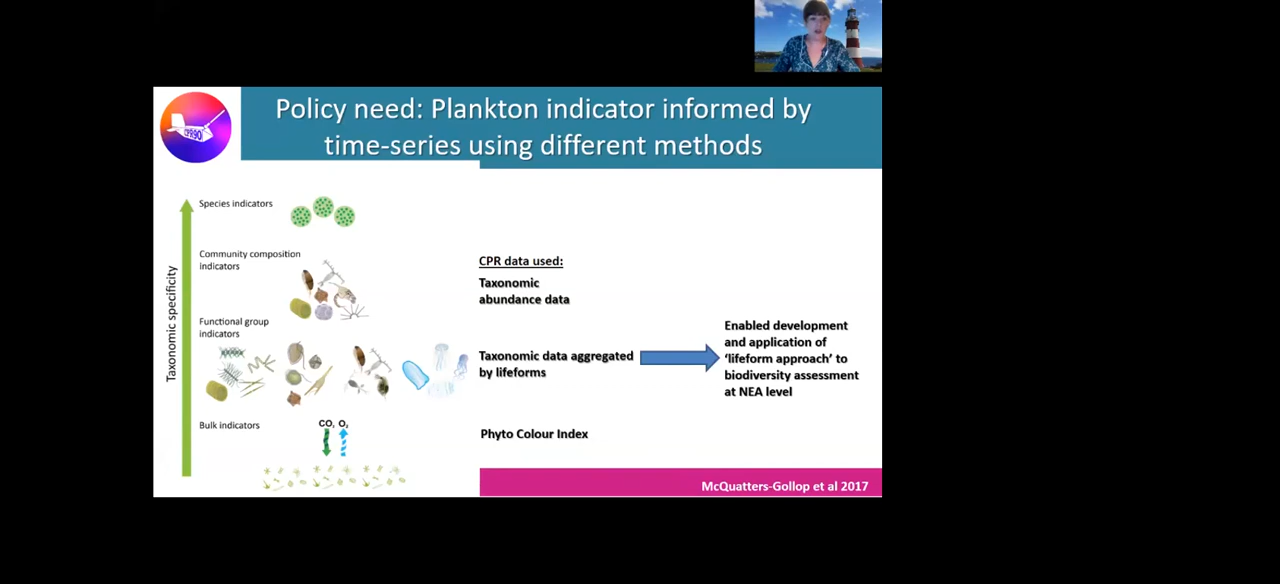 CPR90
Policy need: Plankton indicator informed by
time-series using different methods
Taxonomic specificity
Species indicators
Community composition
indicators
Functional group
indicators
Bulk indicators
CO₂ O₂
CPR data used:
Taxonomic
abundance data
Taxonomic data aggregated
by lifeforms
Phyto Colour Index
Enabled development
and application of
‘lifeform approach’ to
biodiversity assessment
at NEA level
McQuatters-Gollop et al 2017